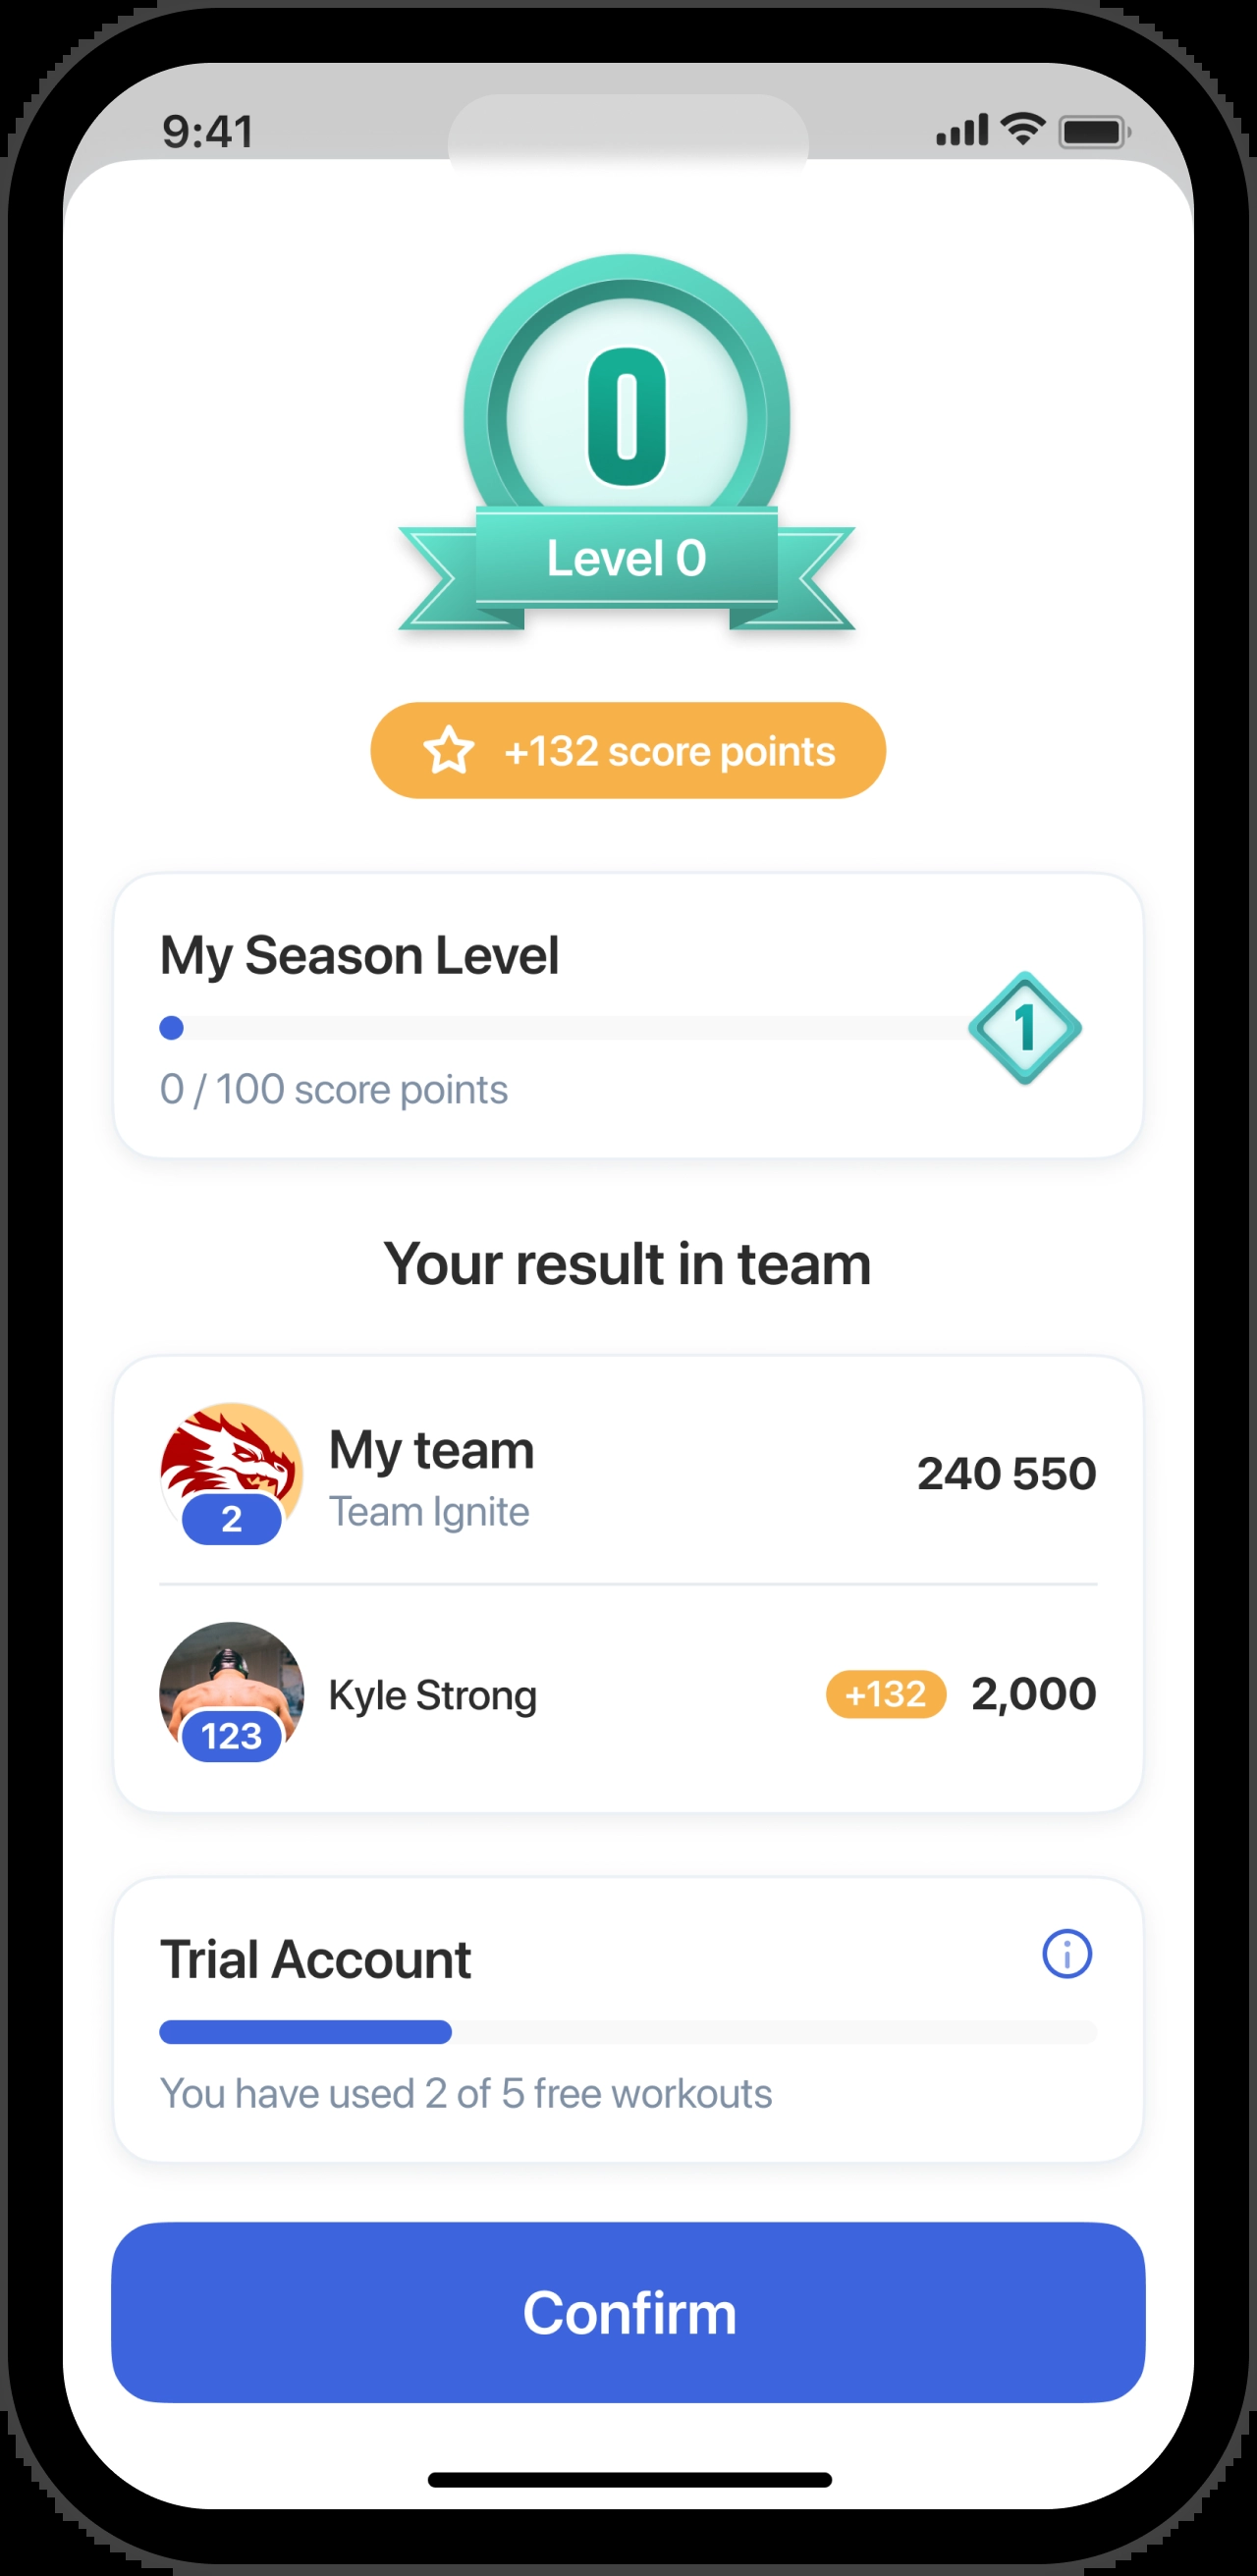 9:41
0
Level 0
+132 score points
My Season Level
1
0 / 100 score points
Your result in team
My team
240 550
Team Ignite
2
Kyle Strong
+132 2,000
123
Trial Account
You have used 2 of 5 free workouts
Confirm